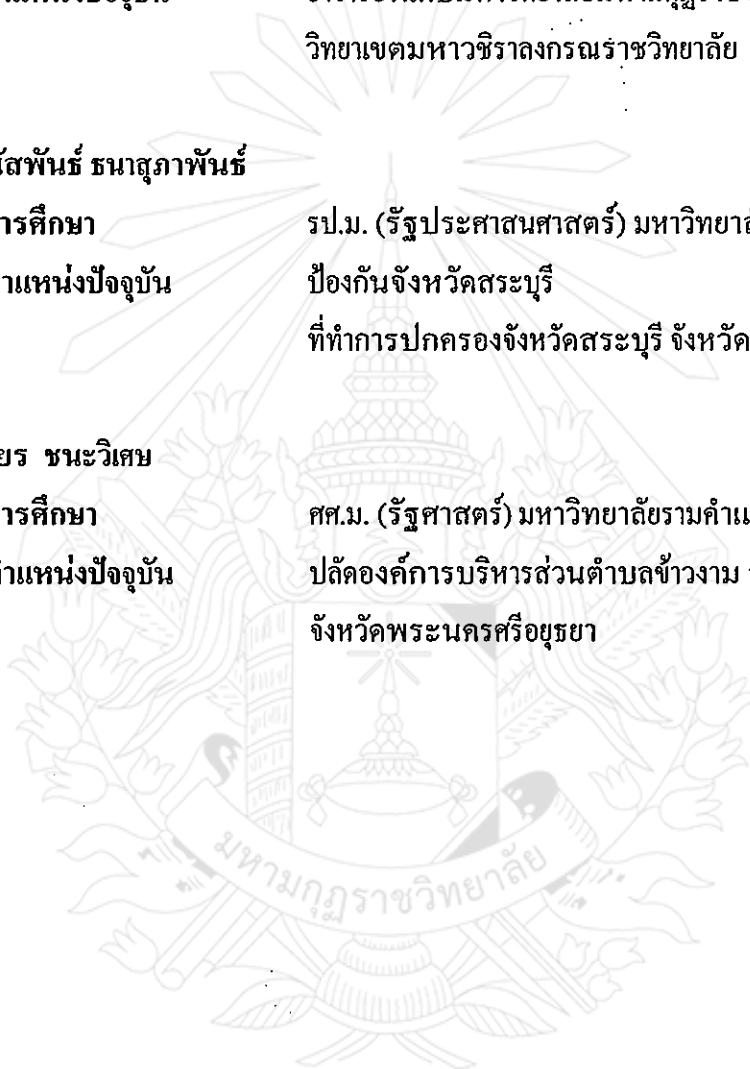 วิทยาเขตมหาวชิราลงกรณราชวิทยาลัย
ัสพันธ์ ธนาสุภาพันธ์
ารศึกษา รป.ม. (รัฐประศาสนศาสตร์) มหาวิทยาลั
ำแหน่งปัจจุบัน ป้องกันจังหวัดสระบุรี
ที่ทำการปกครองจังหวัดสระบุรี จังหวัด
ยร ชนะวิเศษ
ารศึกษา ศศ.ม. (รัฐศาสตร์) มหาวิทยาลัยรามคำแ
ำแหน่งปัจจุบัน ปลัดองค์การบริหารส่วนตำบลข้าวงาม
จังหวัดพระนครศรีอยุธยา
มหามกุฏราชวิทยาลัย